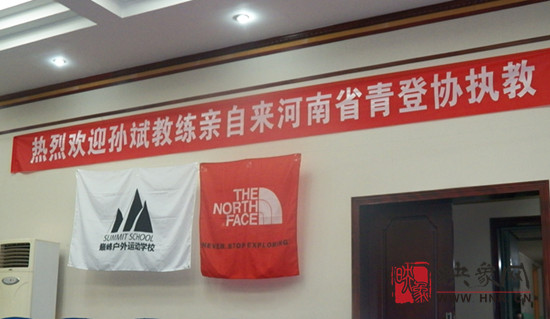 热烈欢迎孙斌教练亲自来河南省青登协执教
SUMMIT SCHOOL
巅峰户外运动学校
THE
NORTH
FACE
NEVER STOP EXPLORING
映象
映象网
WWW.HNR.CN